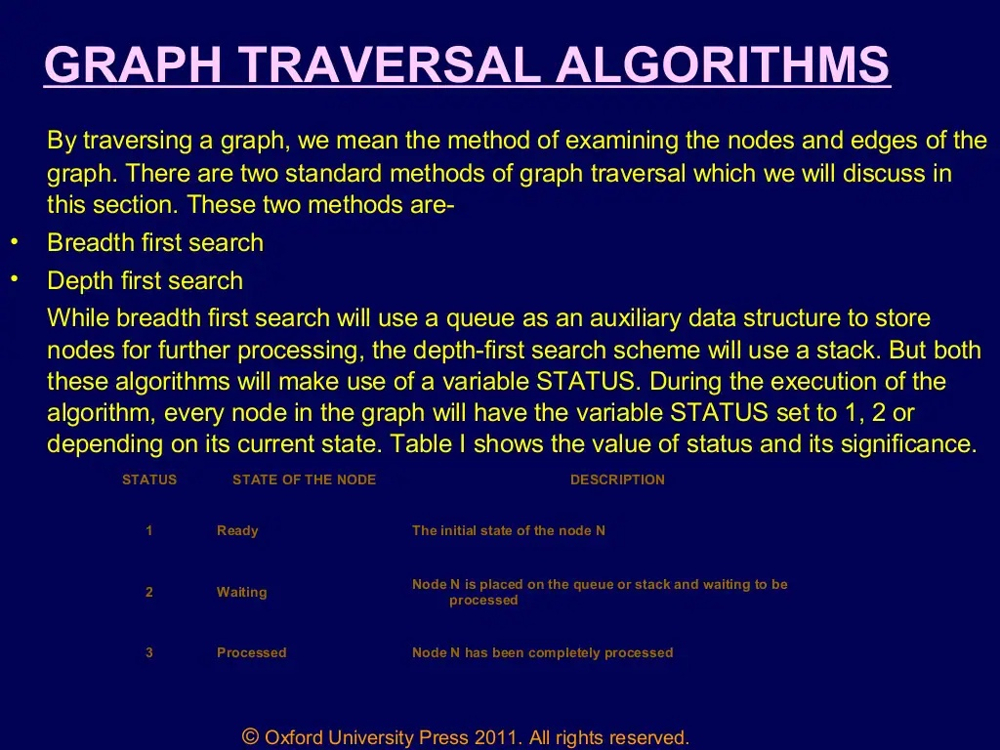 GRAPH TRAVERSAL ALGORITHMS
By traversing a graph, we mean the method of examining the nodes and edges of the
graph. There are two standard methods of graph traversal which we will discuss in
this section. These two methods are-
• Breadth first search
• Depth first search
While breadth first search will use a queue as an auxiliary data structure to store
nodes for further processing, the depth-first search scheme will use a stack. But both
these algorithms will make use of a variable STATUS. During the execution of the
algorithm, every node in the graph will have the variable STATUS set to 1, 2 or
depending on its current state. Table I shows the value of status and its significance.
STATUS STATE OF THE NODE DESCRIPTION
1 Ready The initial state of the node N
2 Waiting Node N is placed on the queue or stack and waiting to be
processed
3 Processed Node N has been completely processed
© Oxford University Press 2011. All rights reserved.